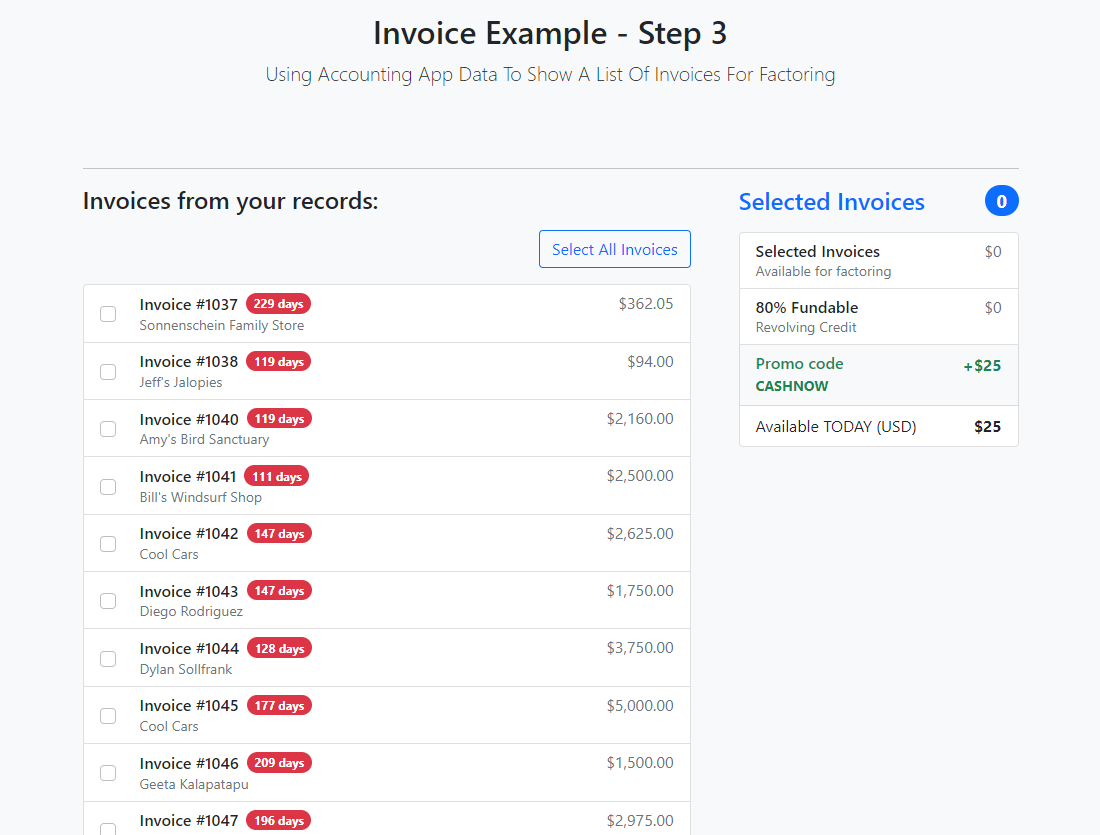 Invoice Example - Step 3
Using Accounting App Data To Show A List Of Invoices For Factoring
Invoices from your records:
Select All Invoices
Invoice #1037 229 days $362.05
Sonnenschein Family Store
Invoice #1038 119 days $94.00
Jeff's Jalopies
Invoice #1040 119 days $2,160.00
Amy's Bird Sanctuary
Invoice #1041 111 days $2,500.00
Bill's Windsurf Shop
Invoice #1042 147 days $2,625.00
Cool Cars
Invoice #1043 147 days $1,750.00
Diego Rodriguez
Invoice #1044 128 days $3,750.00
Dylan Sollfrank
Invoice #1045 177 days $5,000.00
Cool Cars
Invoice #1046 209 days $1,500.00
Geeta Kalapatapu
Invoice #1047 196 days $2,975.00
Selected Invoices 0
Selected Invoices $0
Available for factoring
80% Fundable $0
Revolving Credit
Promo code +$25
CASHNOW
Available TODAY (USD) $25